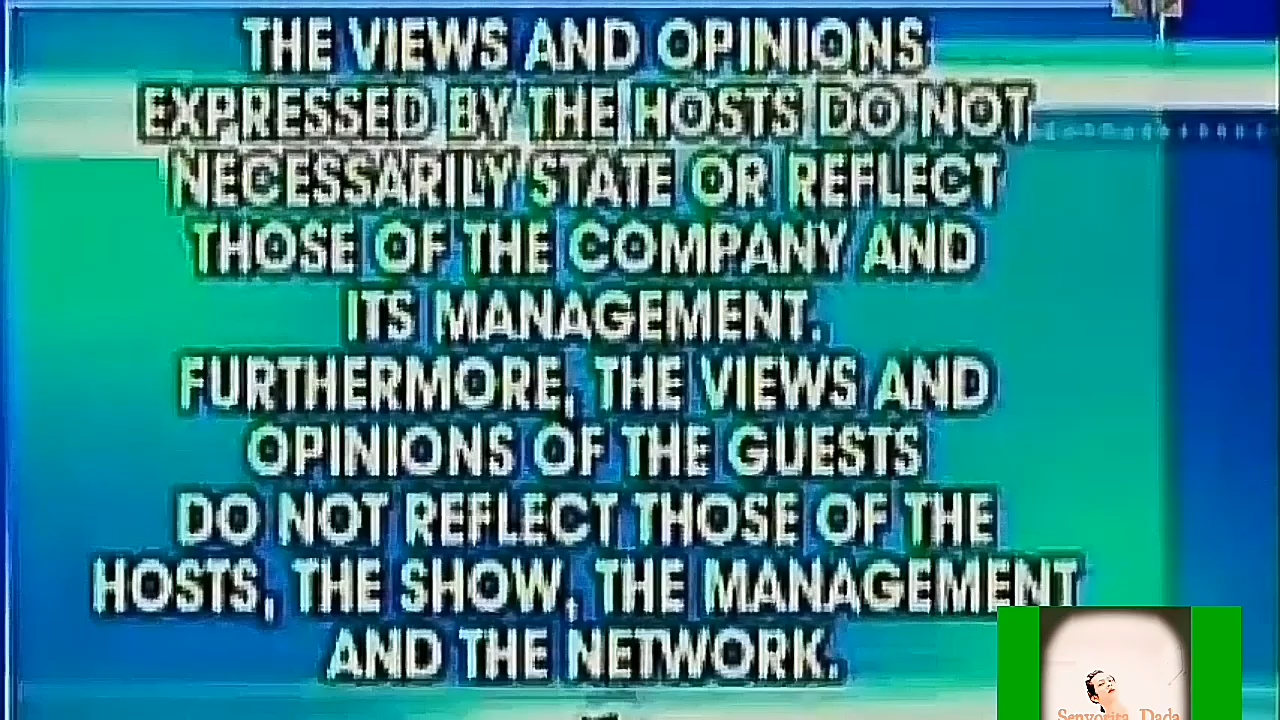 THE VIEWS AND OPINIONS
EXPRESSED BY THE HOSTS DO NOT
NECESSARILY STATE OR REFLECT
THOSE OF THE COMPANY AND
ITS MANAGEMENT.
FURTHERMORE, THE VIEWS AND
OPINIONS OF THE GUESTS
DO NOT REFLECT THOSE OF THE
HOSTS, THE SHOW, THE MANAGEMENT
AND THE NETWORK.
Senyorita Dada